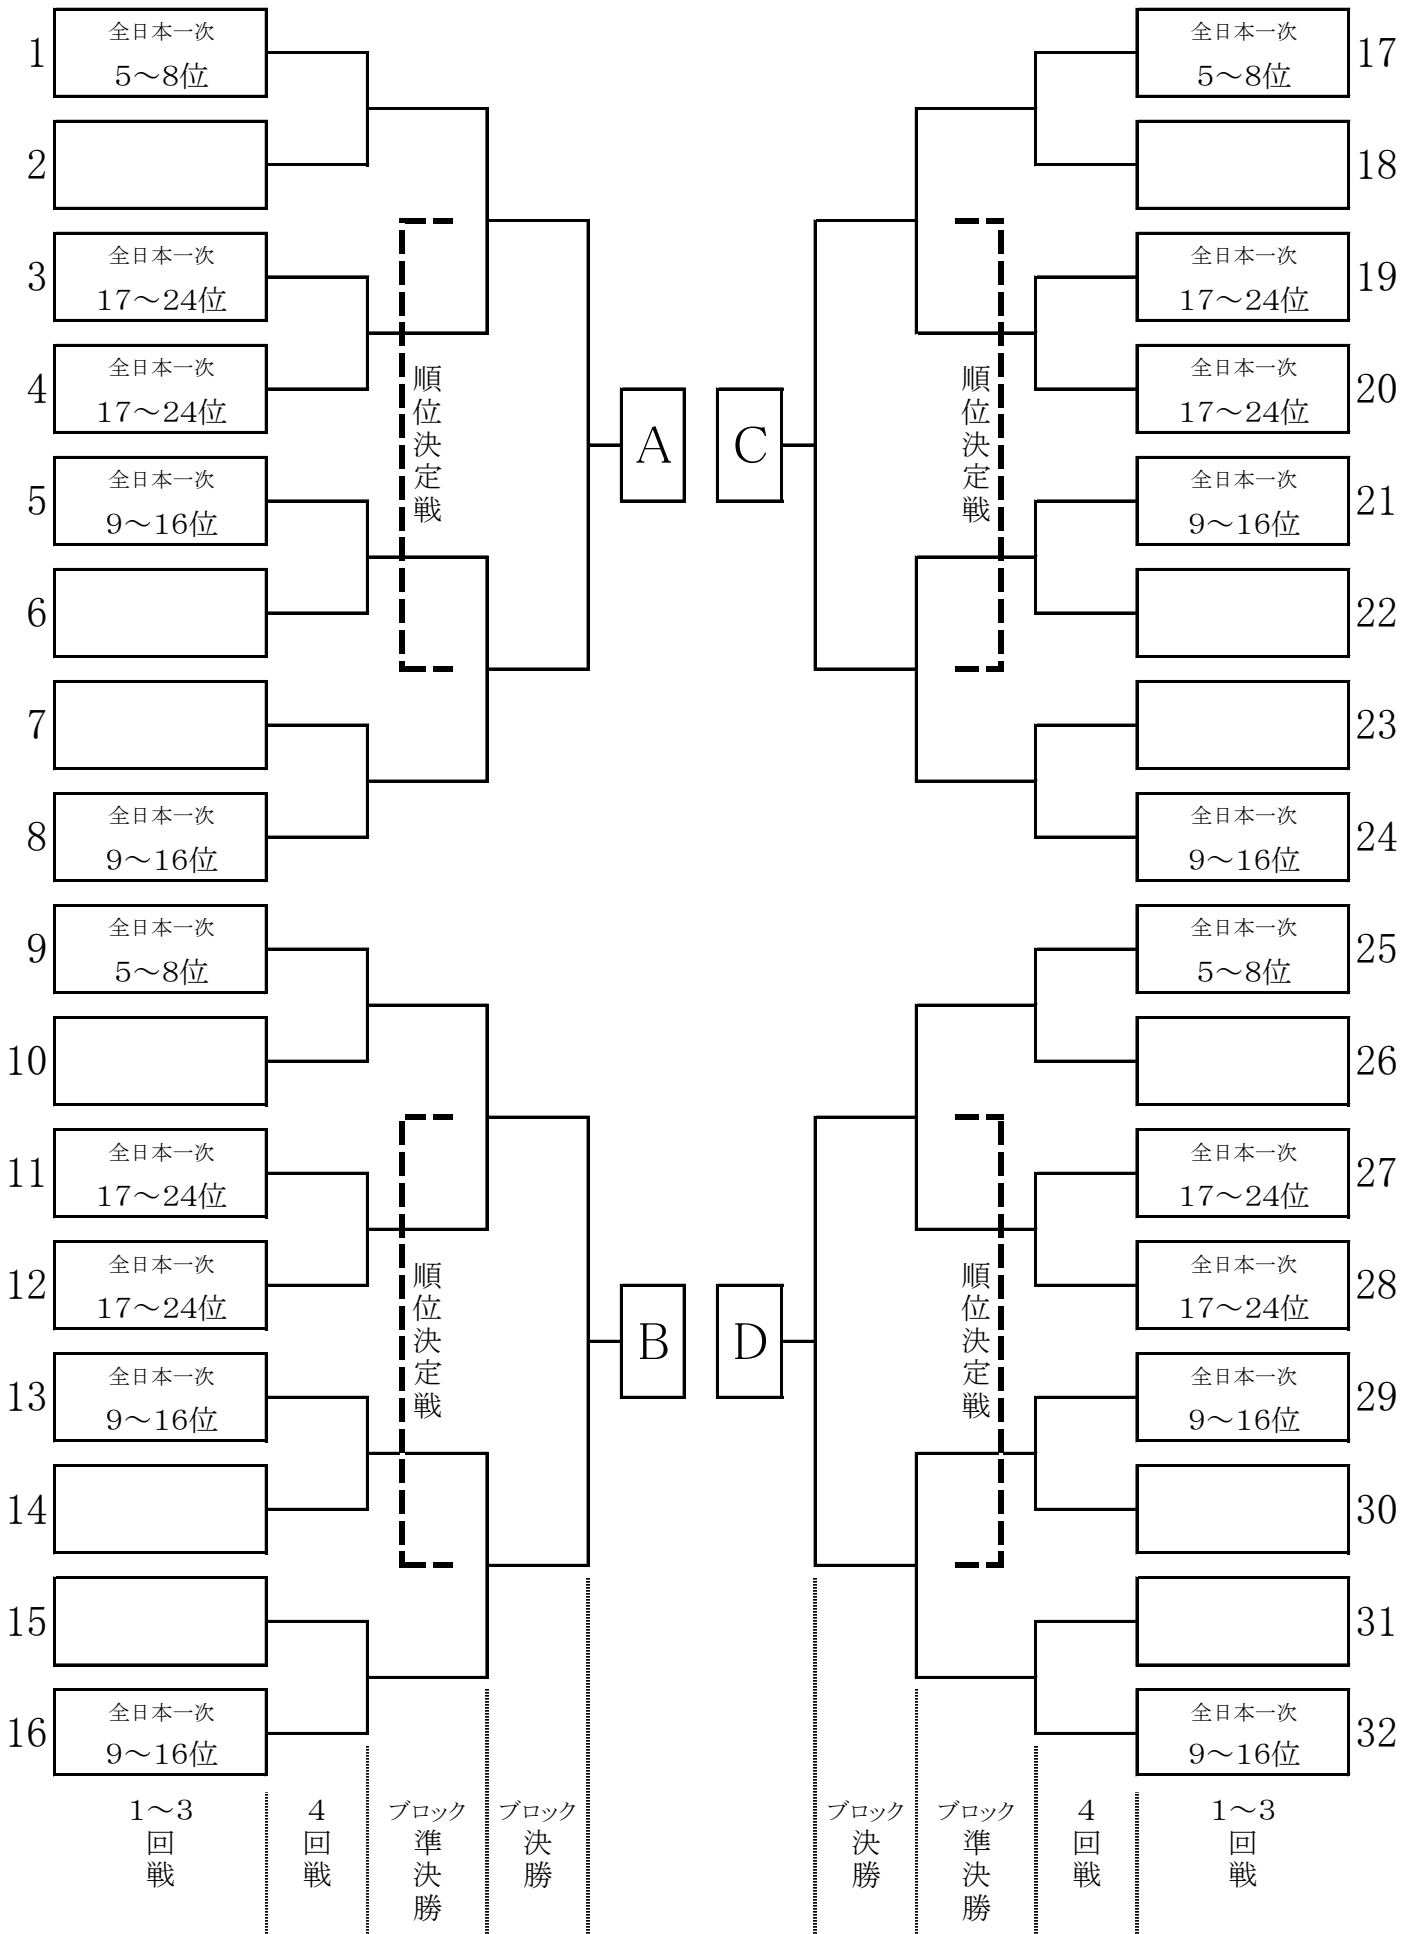 1
全日本一次
5～8位
2
3
全日本一次
17～24位
4
全日本一次
17～24位
5
全日本一次
9～16位
6
7
8
全日本一次
9～16位
順位決定戦
A
9
全日本一次
5～8位
10
11
全日本一次
17～24位
12
全日本一次
17～24位
13
全日本一次
9～16位
14
15
16
全日本一次
9～16位
順位決定戦
B
1～3
回戦
4
回戦
ブロック
準決勝
ブロック
決勝
全日本一次
5～8位
17
18
全日本一次
17～24位
19
全日本一次
17～24位
20
全日本一次
9～16位
21
22
23
全日本一次
9～16位
24
順位決定戦
C
全日本一次
5～8位
25
26
全日本一次
17～24位
27
全日本一次
17～24位
28
全日本一次
9～16位
29
30
31
全日本一次
9～16位
32
順位決定戦
D
ブロック
決勝
ブロック
準決勝
4
回戦
1～3
回戦